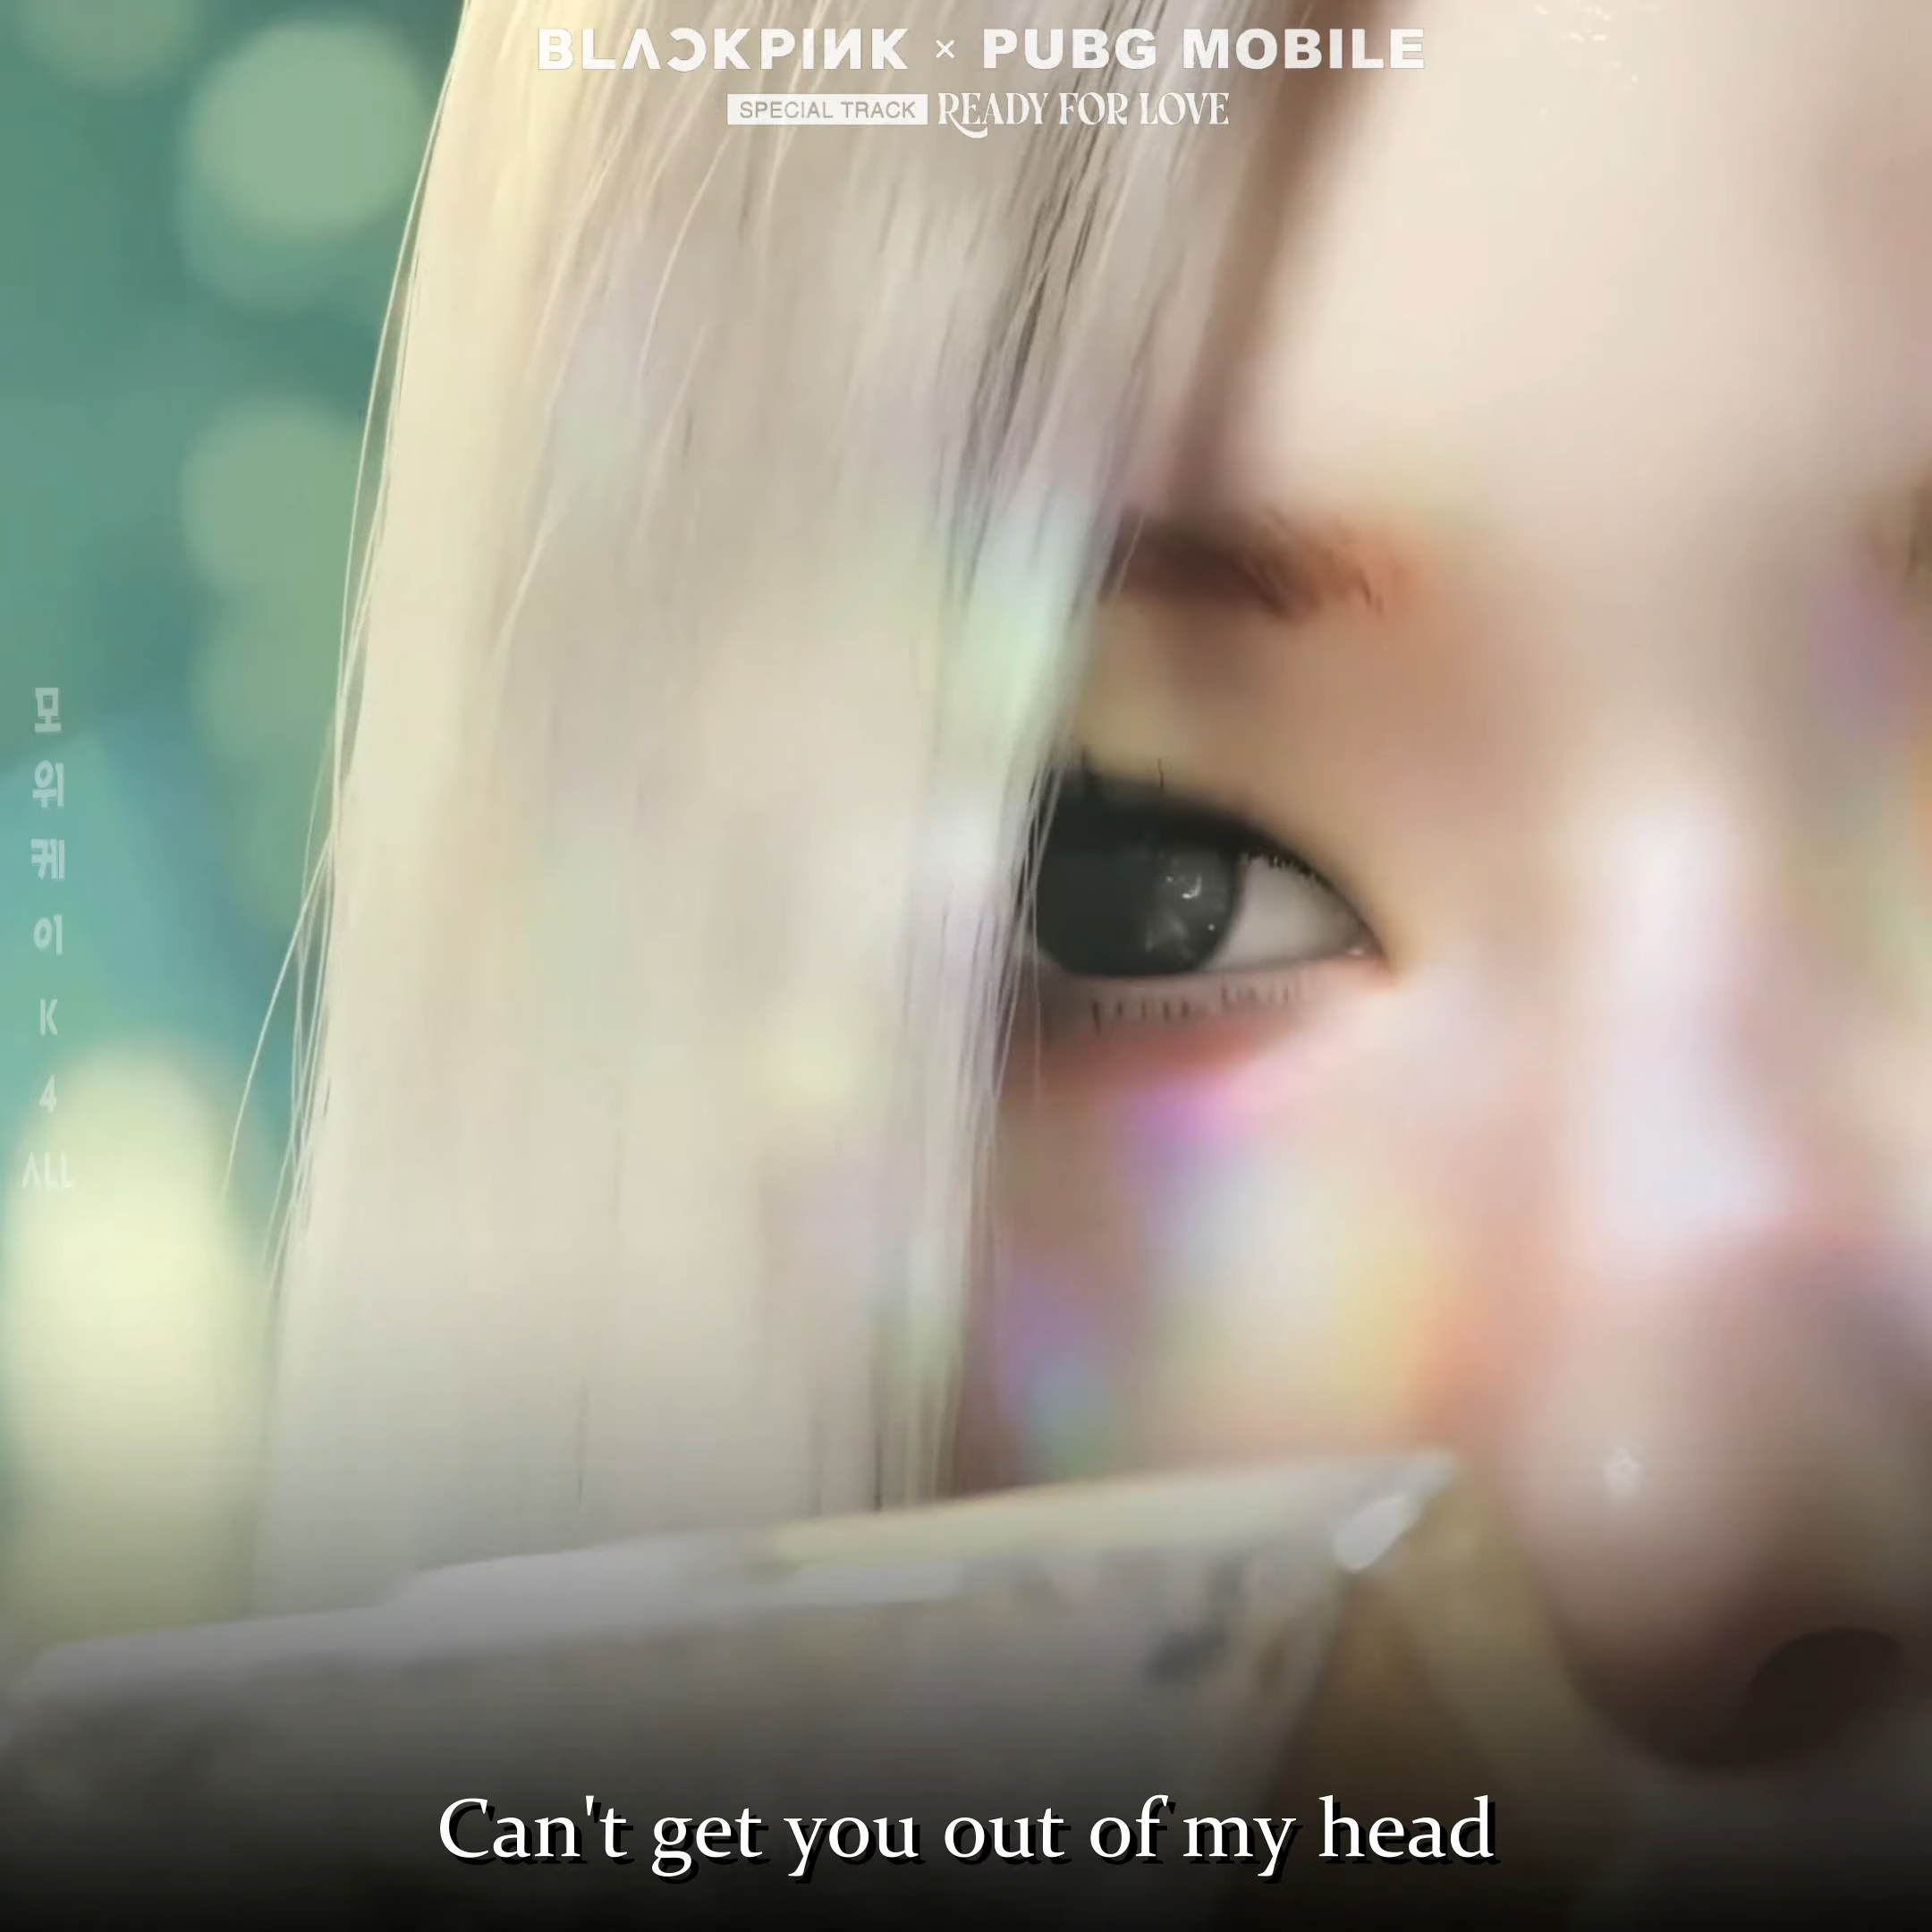 BLACKPINK × PUBG MOBILE
SPECIAL TRACK READY FOR LOVE
모
위
케
이
K
4
ALL
Can't get you out of my head